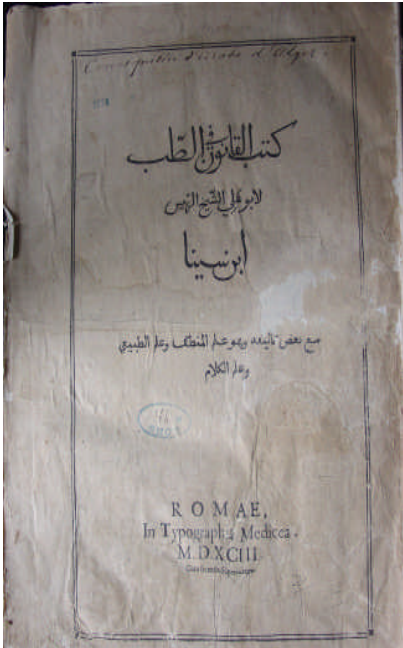 كتب القانون في الطب
لابو علي الشيخ الرئيس
ابن سينا
مع بعض تاليفه وهو علم المنطق وعلم الطبيعي
وعلم الكلام
ROMAE,
In Typographia Medicea.
M.D.XCIII.